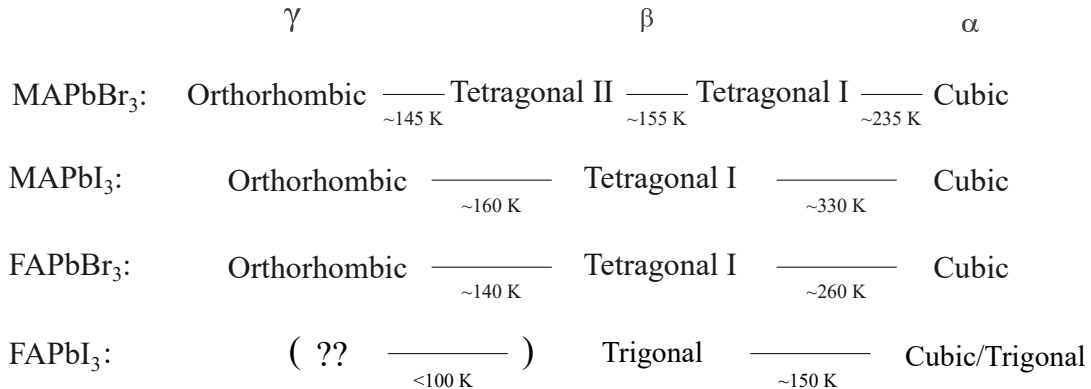 γ β α
MAPbBr₃: Orthorhombic Tetragonal II Tetragonal I Cubic
~145 K ~155 K ~235 K
MAPbI₃: Orthorhombic Tetragonal I Cubic
~160 K ~330 K
FAPbBr₃: Orthorhombic Tetragonal I Cubic
~140 K ~260 K
FAPbI₃: ( ?? ) Trigonal Cubic/Trigonal
<100 K ~150 K